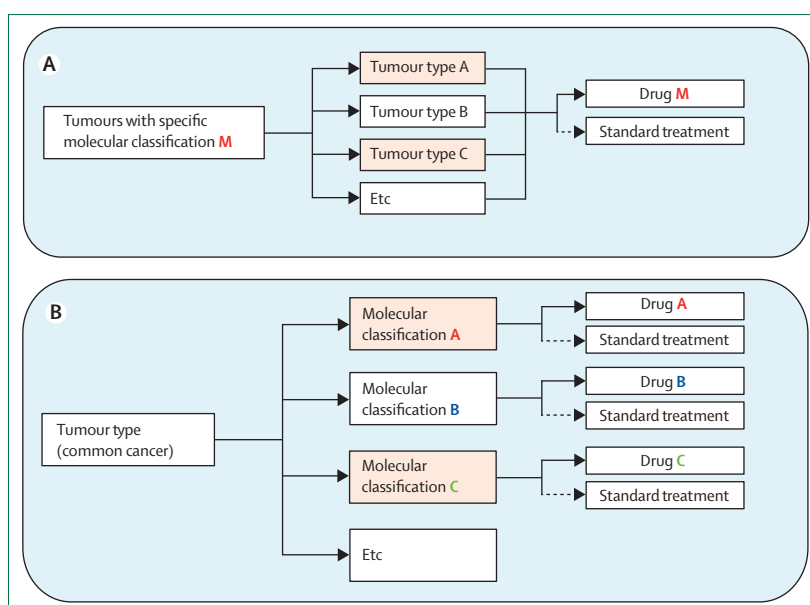 A
Tumours with specific
molecular classification M
Tumour type A
Tumour type B
Tumour type C
Etc
Drug M
Standard treatment
B
Tumour type
(common cancer)
Molecular
classification A
Molecular
classification B
Molecular
classification C
Etc
Drug A
Standard treatment
Drug B
Standard treatment
Drug C
Standard treatment